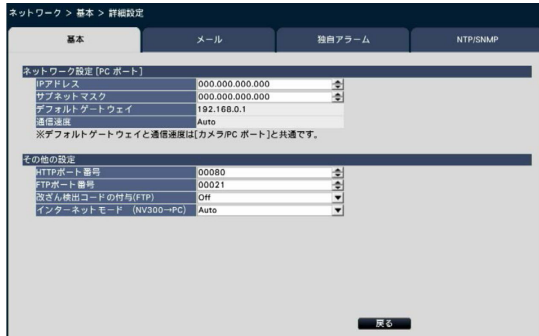 ネットワーク > 基本 > 詳細設定
基本 メール 独自アラーム NTP/SNMP
ネットワーク設定 [PC ポート]
IPアドレス 000.000.000.000
サブネットマスク 000.000.000.000
デフォルトゲートウェイ 192.168.0.1
通信速度 Auto
※デフォルトゲートウェイと通信速度は[カメラ/PC ポート]と共通です。
その他の設定
HTTPポート番号 00080
FTPポート番号 00021
改ざん検出コードの付与(FTP) Off
インターネットモード (NV300→PC) Auto
戻る